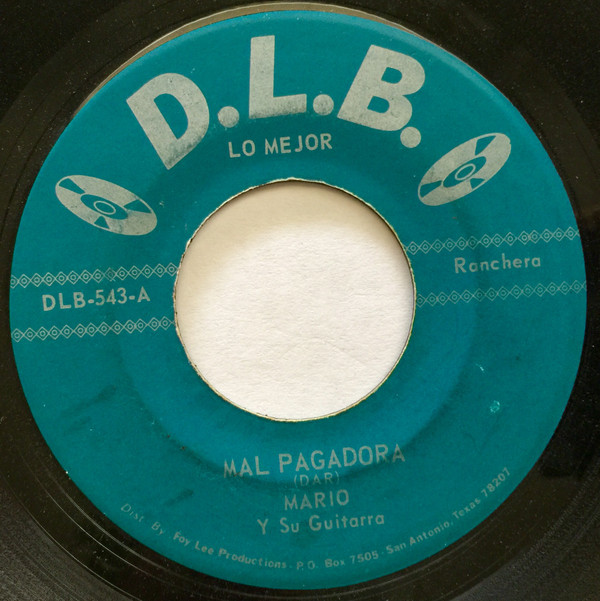 D.L.B.
LO MEJOR
Ranchera
DLB-543-A
MAL PAGADORA
(DAR)
MARIO
Y Su Guitarra
Dist. By Foy Lee Productions - P.O. Box 7505 - San Antonio, Texas 78207